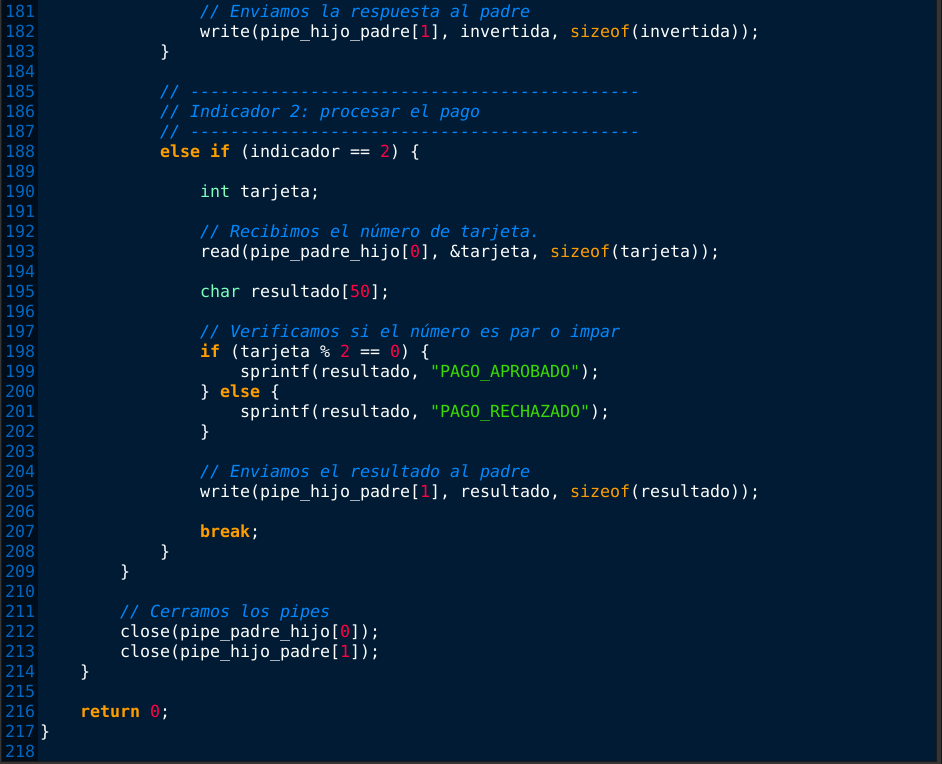 181                 // Enviamos la respuesta al padre
182                 write(pipe_hijo_padre[1], invertida, sizeof(invertida));
183             }
184
185             // ---------------------------------------------
186             // Indicador 2: procesar el pago
187             // ---------------------------------------------
188             else if (indicador == 2) {
189
190                 int tarjeta;
191
192                 // Recibimos el número de tarjeta.
193                 read(pipe_padre_hijo[0], &tarjeta, sizeof(tarjeta));
194
195                 char resultado[50];
196
197                 // Verificamos si el número es par o impar
198                 if (tarjeta % 2 == 0) {
199                     sprintf(resultado, "PAGO_APROBADO");
200                 } else {
201                     sprintf(resultado, "PAGO_RECHAZADO");
202                 }
203
204                 // Enviamos el resultado al padre
205                 write(pipe_hijo_padre[1], resultado, sizeof(resultado));
206
207                 break;
208             }
209         }
210
211         // Cerramos los pipes
212         close(pipe_padre_hijo[0]);
213         close(pipe_hijo_padre[1]);
214     }
215
216     return 0;
217 }
218